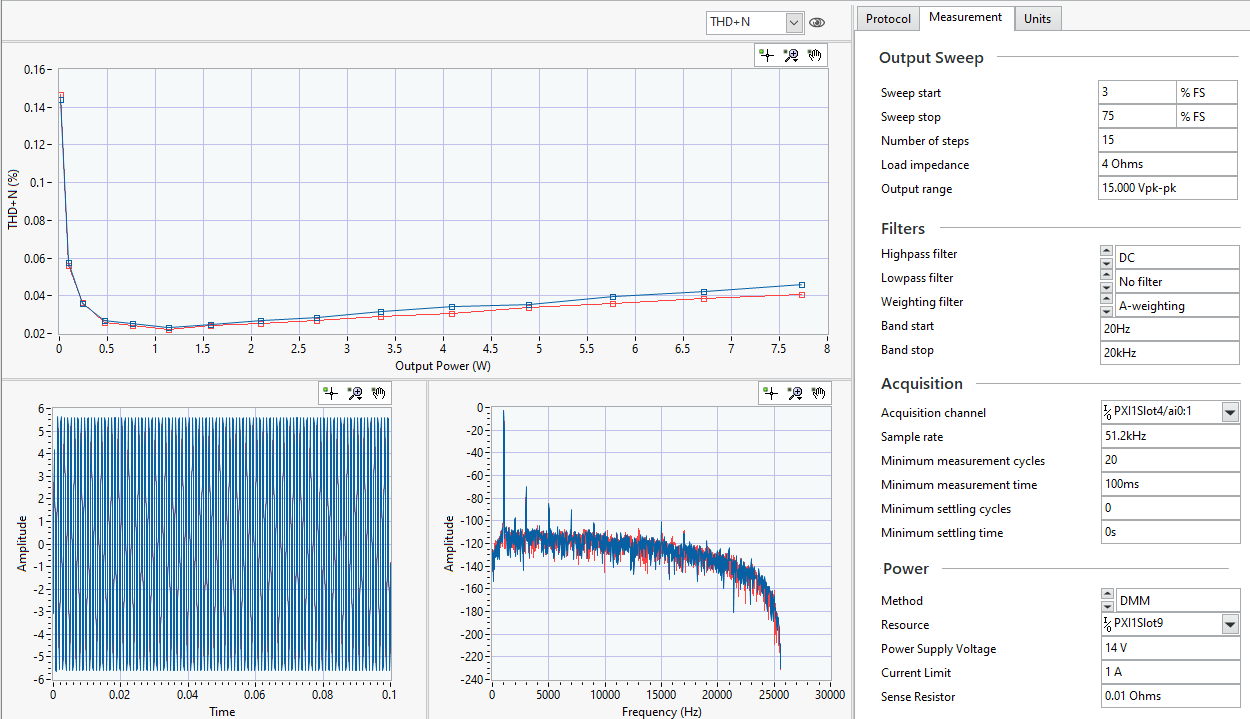 THD+N
Protocol
Measurement
Units
THD+N (%)
0.16
0.14
0.12
0.1
0.08
0.06
0.04
0.02
0 0.5 1 1.5 2 2.5 3 3.5 4 4.5 5 5.5 6 6.5 7 7.5 8
Output Power (W)
Amplitude
6
5
4
3
2
1
0
-1
-2
-3
-4
-5
-6
0 0.02 0.04 0.06 0.08 0.1
Time
Amplitude
0
-20
-40
-60
-80
-100
-120
-140
-160
-180
-200
-220
-240
0 5000 10000 15000 20000 25000 30000
Frequency (Hz)
Output Sweep
Sweep start 3 % FS
Sweep stop 75 % FS
Number of steps 15
Load impedance 4 Ohms
Output range 15.000 Vpk-pk
Filters
Highpass filter DC
Lowpass filter No filter
Weighting filter A-weighting
Band start 20Hz
Band stop 20kHz
Acquisition
Acquisition channel PXI1Slot4/ai0:1
Sample rate 51.2kHz
Minimum measurement cycles 20
Minimum measurement time 100ms
Minimum settling cycles 0
Minimum settling time 0s
Power
Method DMM
Resource PXI1Slot9
Power Supply Voltage 14 V
Current Limit 1 A
Sense Resistor 0.01 Ohms